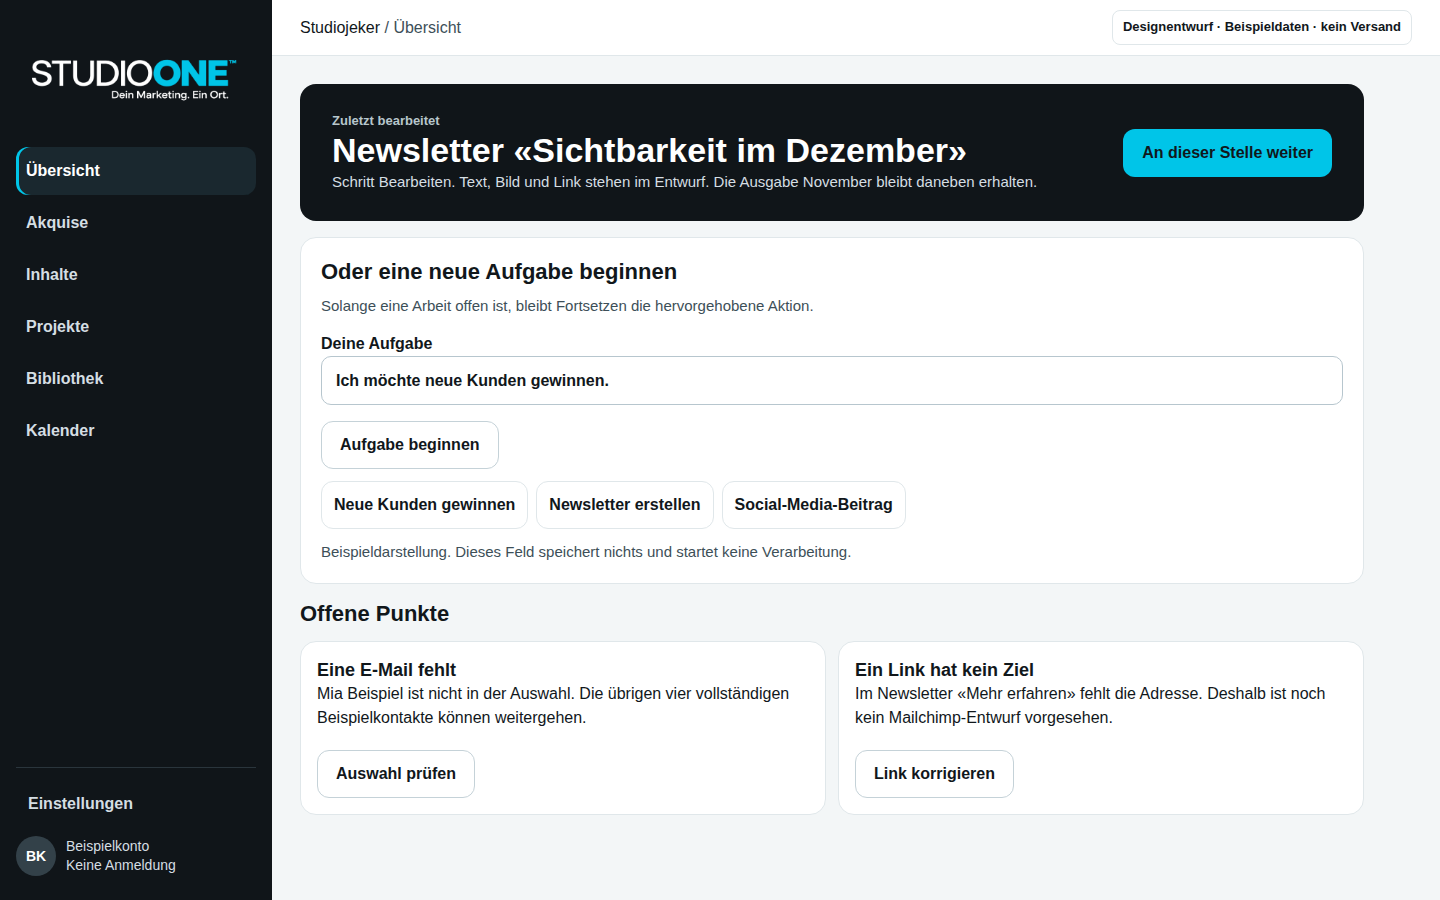 STUDIOONE™
Dein Marketing. Ein Ort.
Übersicht
Akquise
Inhalte
Projekte
Bibliothek
Kalender
Einstellungen
BK
Beispielkonto
Keine Anmeldung
Studiojeker / Übersicht
Designentwurf · Beispieldaten · kein Versand
Zuletzt bearbeitet
Newsletter «Sichtbarkeit im Dezember»
Schritt Bearbeiten. Text, Bild und Link stehen im Entwurf. Die Ausgabe November bleibt daneben erhalten.
An dieser Stelle weiter
Oder eine neue Aufgabe beginnen
Solange eine Arbeit offen ist, bleibt Fortsetzen die hervorgehobene Aktion.
Deine Aufgabe
Ich möchte neue Kunden gewinnen.
Aufgabe beginnen
Neue Kunden gewinnen
Newsletter erstellen
Social-Media-Beitrag
Beispieldarstellung. Dieses Feld speichert nichts und startet keine Verarbeitung.
Offene Punkte
Eine E-Mail fehlt
Mia Beispiel ist nicht in der Auswahl. Die übrigen vier vollständigen
Beispielkontakte können weitergehen.
Auswahl prüfen
Ein Link hat kein Ziel
Im Newsletter «Mehr erfahren» fehlt die Adresse. Deshalb ist noch
kein Mailchimp-Entwurf vorgesehen.
Link korrigieren